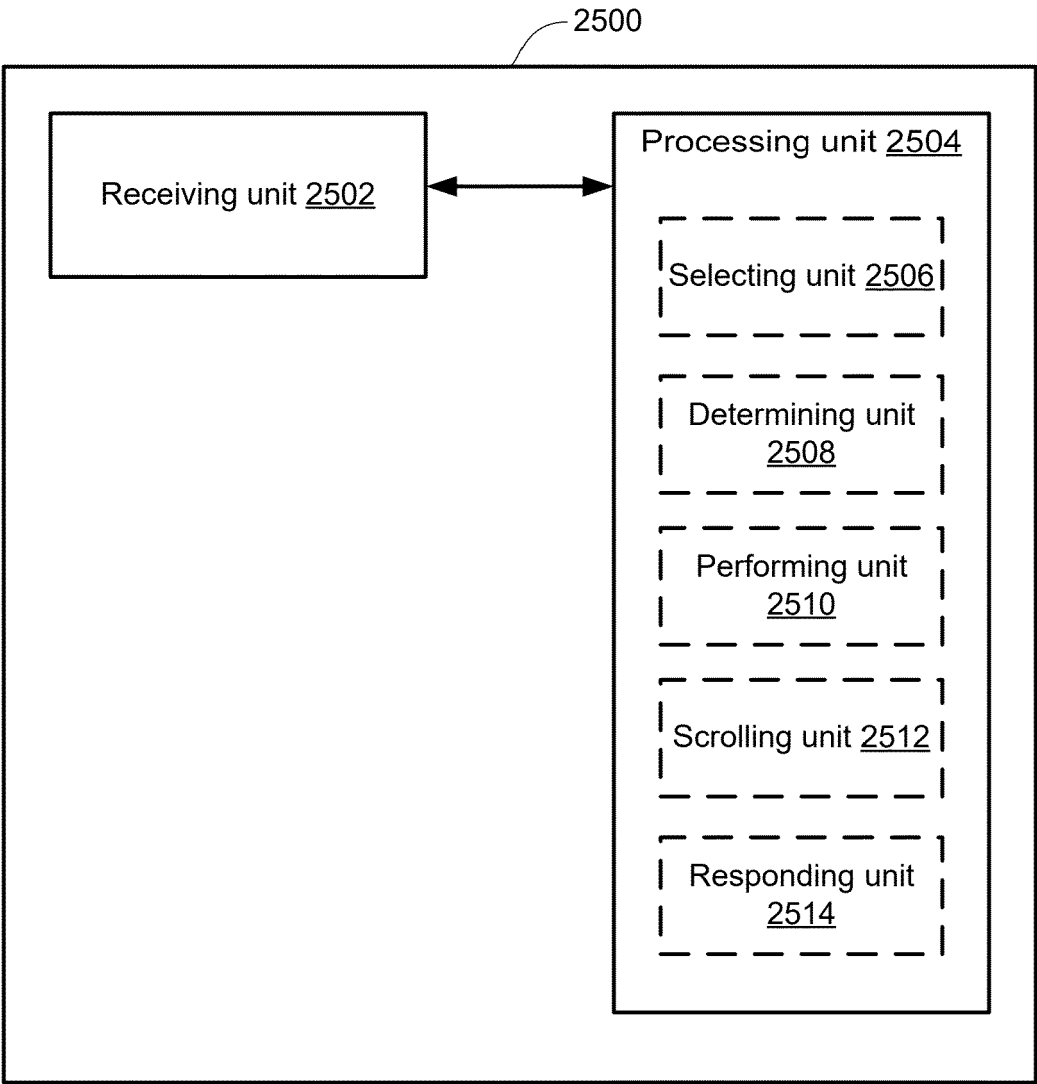 2500
Receiving unit 2502
Processing unit 2504
Selecting unit 2506
Determining unit
2508
Performing unit
2510
Scrolling unit 2512
Responding unit
2514